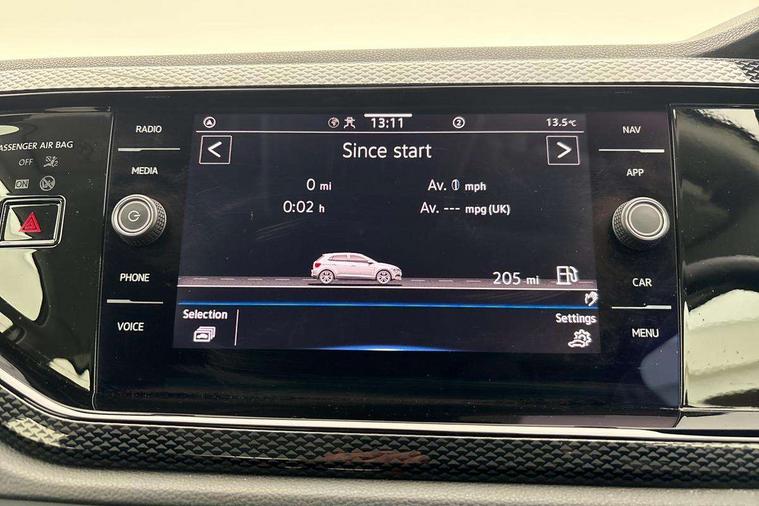 PASSENGER AIR BAG
OFF
ON
RADIO
MEDIA
PHONE
VOICE
13:11
2
13.5°C
< Since start >
0 mi
Av. 0 mph
0:02 h
Av. --- mpg (UK)
205 mi
Selection
Settings
NAV
APP
CAR
MENU